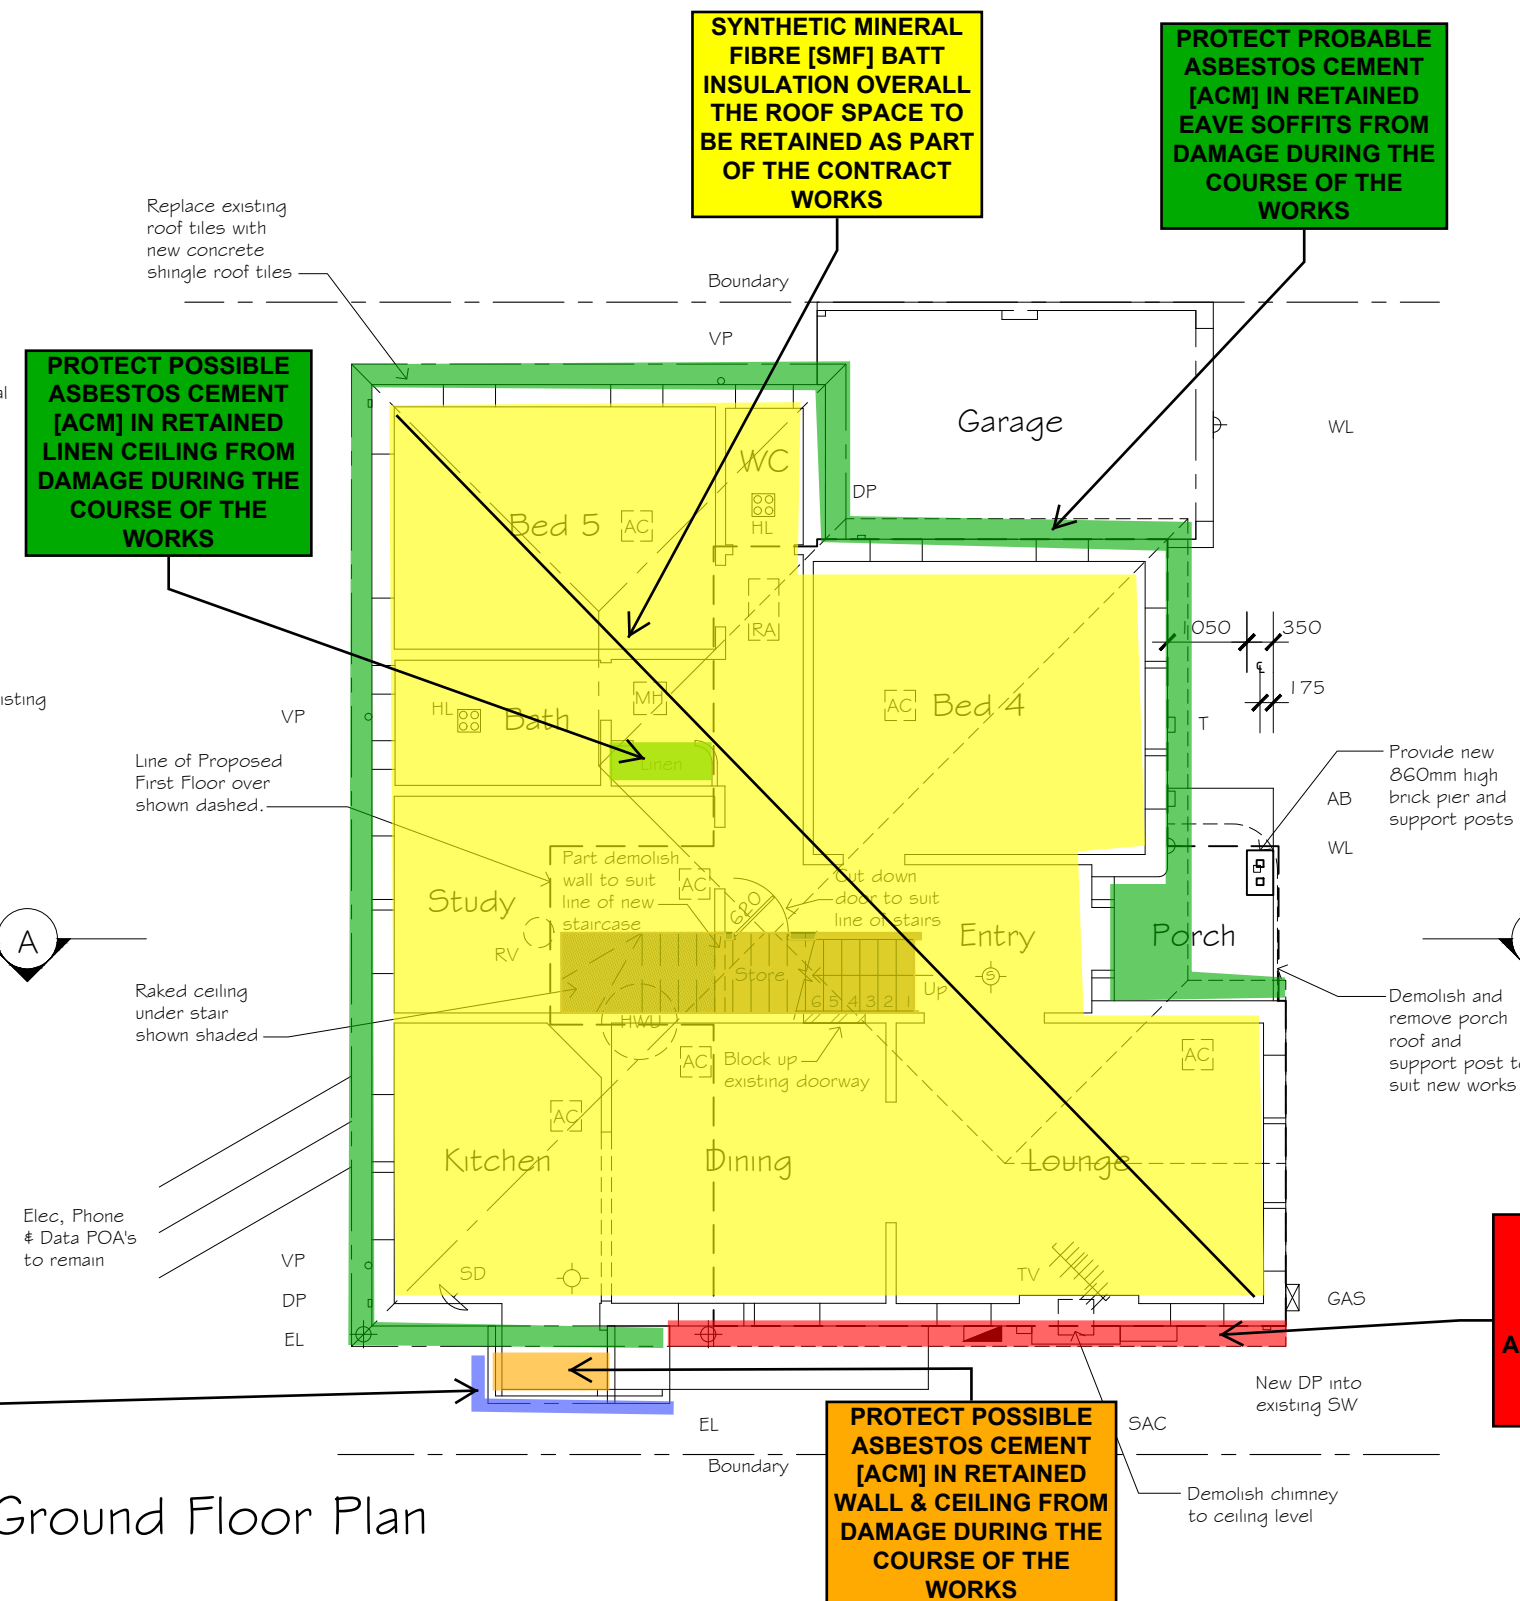 SYNTHETIC MINERAL
FIBRE [SMF] BATT
INSULATION OVERALL
THE ROOF SPACE TO
BE RETAINED AS PART
OF THE CONTRACT
WORKS
PROTECT PROBABLE
ASBESTOS CEMENT
[ACM] IN RETAINED
EAVE SOFFITS FROM
DAMAGE DURING THE
COURSE OF THE
WORKS
Replace existing
roof tiles with
new concrete
shingle roof tiles
Boundary
VP
PROTECT POSSIBLE
ASBESTOS CEMENT
[ACM] IN RETAINED
LINEN CEILING FROM
DAMAGE DURING THE
COURSE OF THE
WORKS
Garage
WL
WC
DP
HL
Bed 5
AC
RA
1050
350
175
MH
AC
Bed 4
HL
Bath
VP
T
Linen
Line of Proposed
First Floor over
shown dashed.
Provide new
860mm high
brick pier and
support posts
AB
WL
Part demolish
wall to suit
line of new
staircase
AC
620
Cut down
door to suit
line of stairs
Study
A
RV
Entry
Porch
Store
S
Up
6 5 4 3 2 1
Raked ceiling
under stair
shown shaded
HWU
Demolish and
remove porch
roof and
support post to
suit new works
Block up
existing doorway
AC
AC
AC
Kitchen
Dining
Lounge
Elec, Phone
& Data POA's
to remain
VP
SD
TV
DP
GAS
EL
New DP into
existing SW
EL
SAC
Boundary
PROTECT POSSIBLE
ASBESTOS CEMENT
[ACM] IN RETAINED
WALL & CEILING FROM
DAMAGE DURING THE
COURSE OF THE
WORKS
Demolish chimney
to ceiling level
Ground Floor Plan